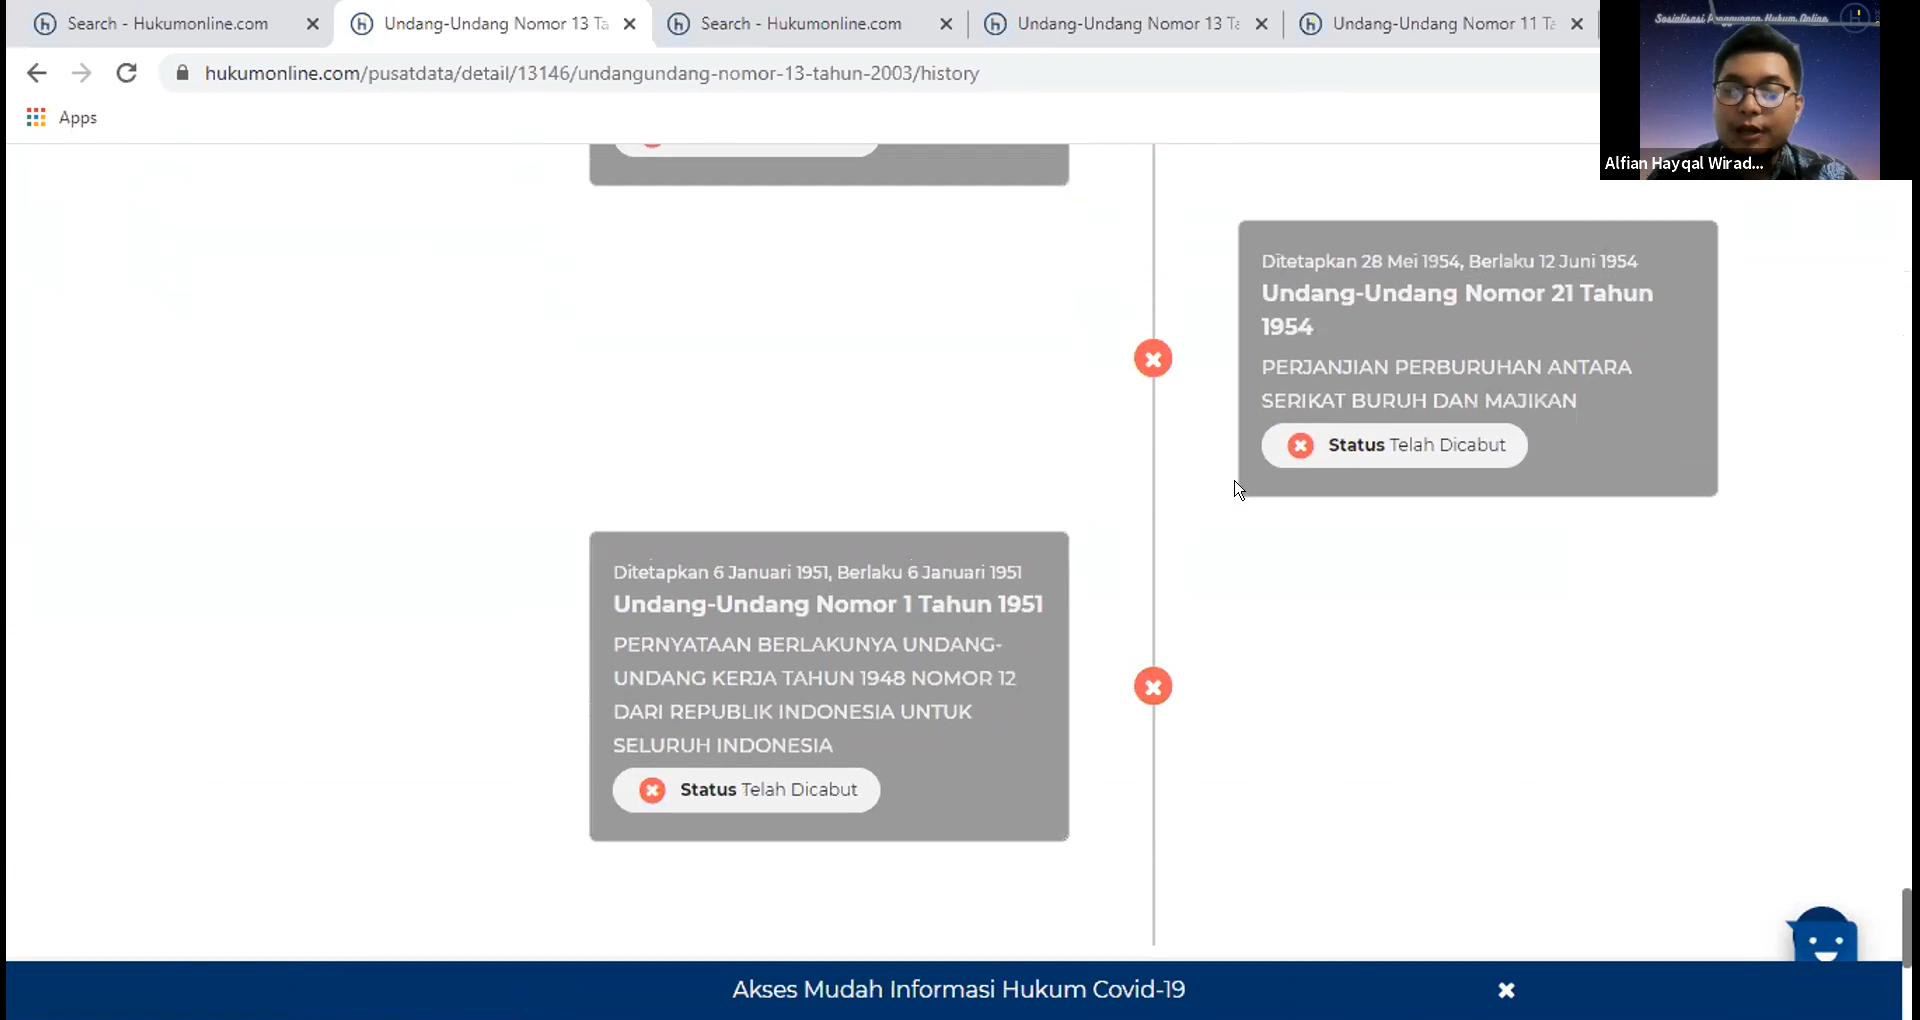 Search - Hukumonline.com
Undang-Undang Nomor 13 Ta
Search - Hukumonline.com
Undang-Undang Nomor 13 Ta
Undang-Undang Nomor 11 Ta
Sosialisasi Penggunaan Hukum Online
hukumonline.com/pusatdata/detail/13146/undangundang-nomor-13-tahun-2003/history
Apps
Alfian Hayqal Wirad...
Ditetapkan 28 Mei 1954, Berlaku 12 Juni 1954
Undang-Undang Nomor 21 Tahun
1954
PERJANJIAN PERBURUHAN ANTARA
SERIKAT BURUH DAN MAJIKAN
Status Telah Dicabut
Ditetapkan 6 Januari 1951, Berlaku 6 Januari 1951
Undang-Undang Nomor 1 Tahun 1951
PERNYATAAN BERLAKUNYA UNDANG-
UNDANG KERJA TAHUN 1948 NOMOR 12
DARI REPUBLIK INDONESIA UNTUK
SELURUH INDONESIA
Status Telah Dicabut
Akses Mudah Informasi Hukum Covid-19